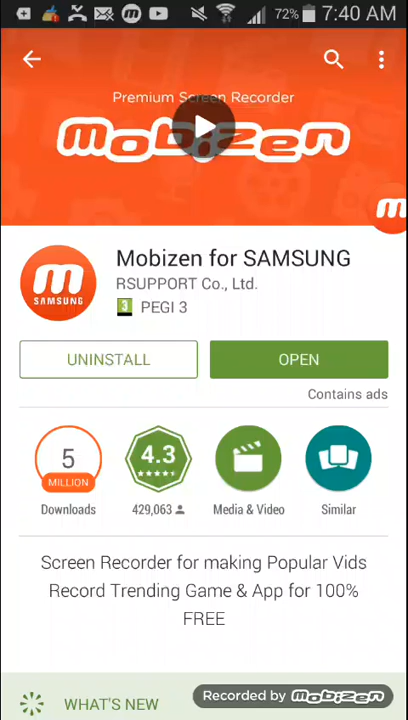 72% 7:40 AM
Premium Screen Recorder
mobizen
m
m
SAMSUNG
Mobizen for SAMSUNG
RSUPPORT Co., Ltd.
3 PEGI 3
UNINSTALL
OPEN
Contains ads
5
MILLION
4.3
Downloads
429,063
Media & Video
Similar
Screen Recorder for making Popular Vids
Record Trending Game & App for 100%
FREE
WHAT'S NEW
Recorded by mobizen